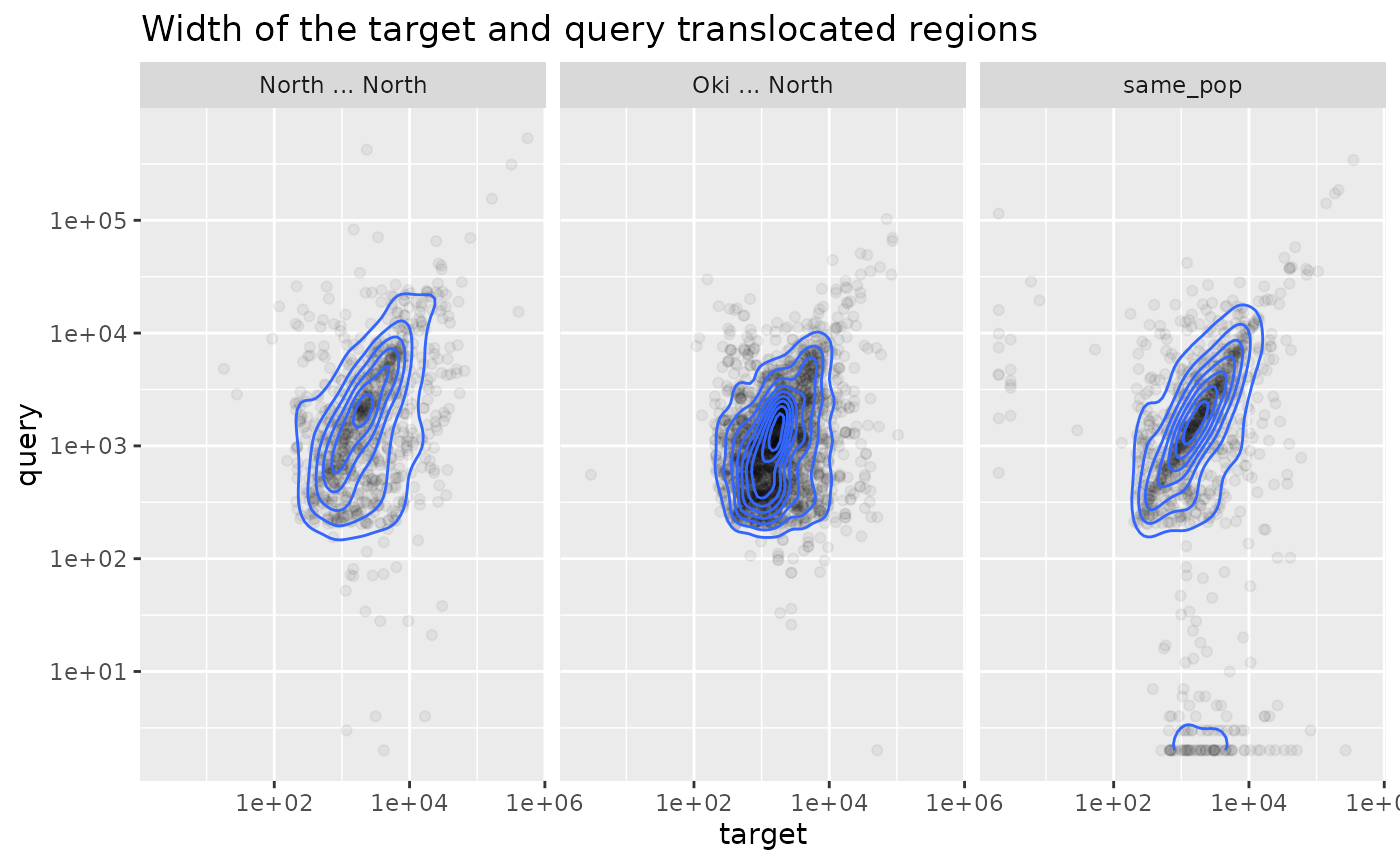 Width of the target and query translocated regions
North ... North
Oki ... North
same_pop
query
1e+05
1e+04
1e+03
1e+02
1e+01
1e+02 1e+04 1e+06 1e+02 1e+04 1e+06 1e+02 1e+04 1e+0
target